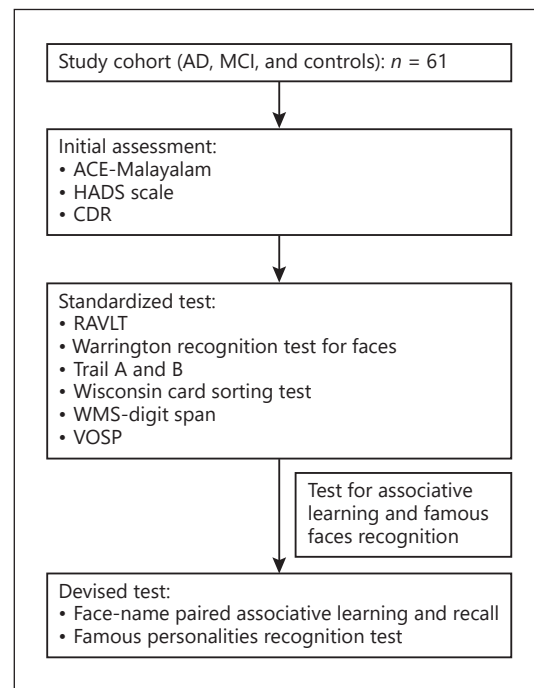 Study cohort (AD, MCI, and controls): n = 61
Initial assessment:
• ACE-Malayalam
• HADS scale
• CDR
Standardized test:
• RAVLT
• Warrington recognition test for faces
• Trail A and B
• Wisconsin card sorting test
• WMS-digit span
• VOSP
Test for associative
learning and famous
faces recognition
Devised test:
• Face-name paired associative learning and recall
• Famous personalities recognition test